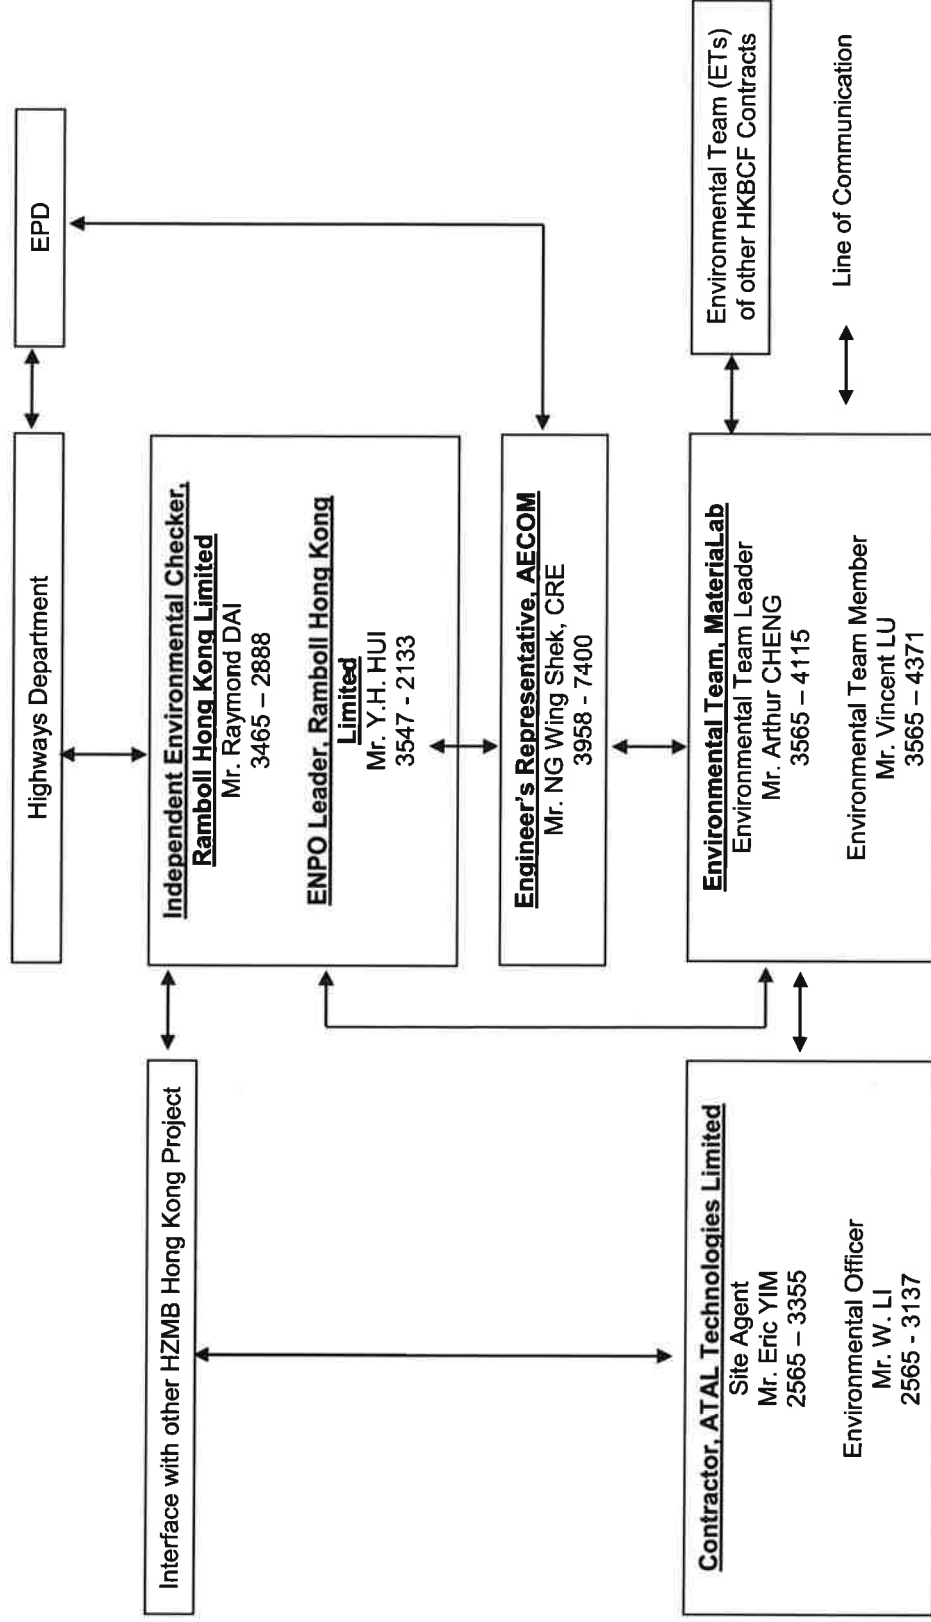 Highways Department
EPD
Interface with other HZMB Hong Kong Project
Independent Environmental Checker,
Ramboll Hong Kong Limited
Mr. Raymond DAI
3465 – 2888
ENPO Leader, Ramboll Hong Kong
Limited
Mr. Y.H. HUI
3547 - 2133
Engineer's Representative, AECOM
Mr. NG Wing Shek, CRE
3958 - 7400
Contractor, ATAL Technologies Limited
Site Agent
Mr. Eric YIM
2565 – 3355
Environmental Officer
Mr. W. LI
2565 - 3137
Environmental Team, MateriaLab
Environmental Team Leader
Mr. Arthur CHENG
3565 – 4115
Environmental Team Member
Mr. Vincent LU
3565 – 4371
Environmental Team (ETs)
of other HKBCF Contracts
Line of Communication